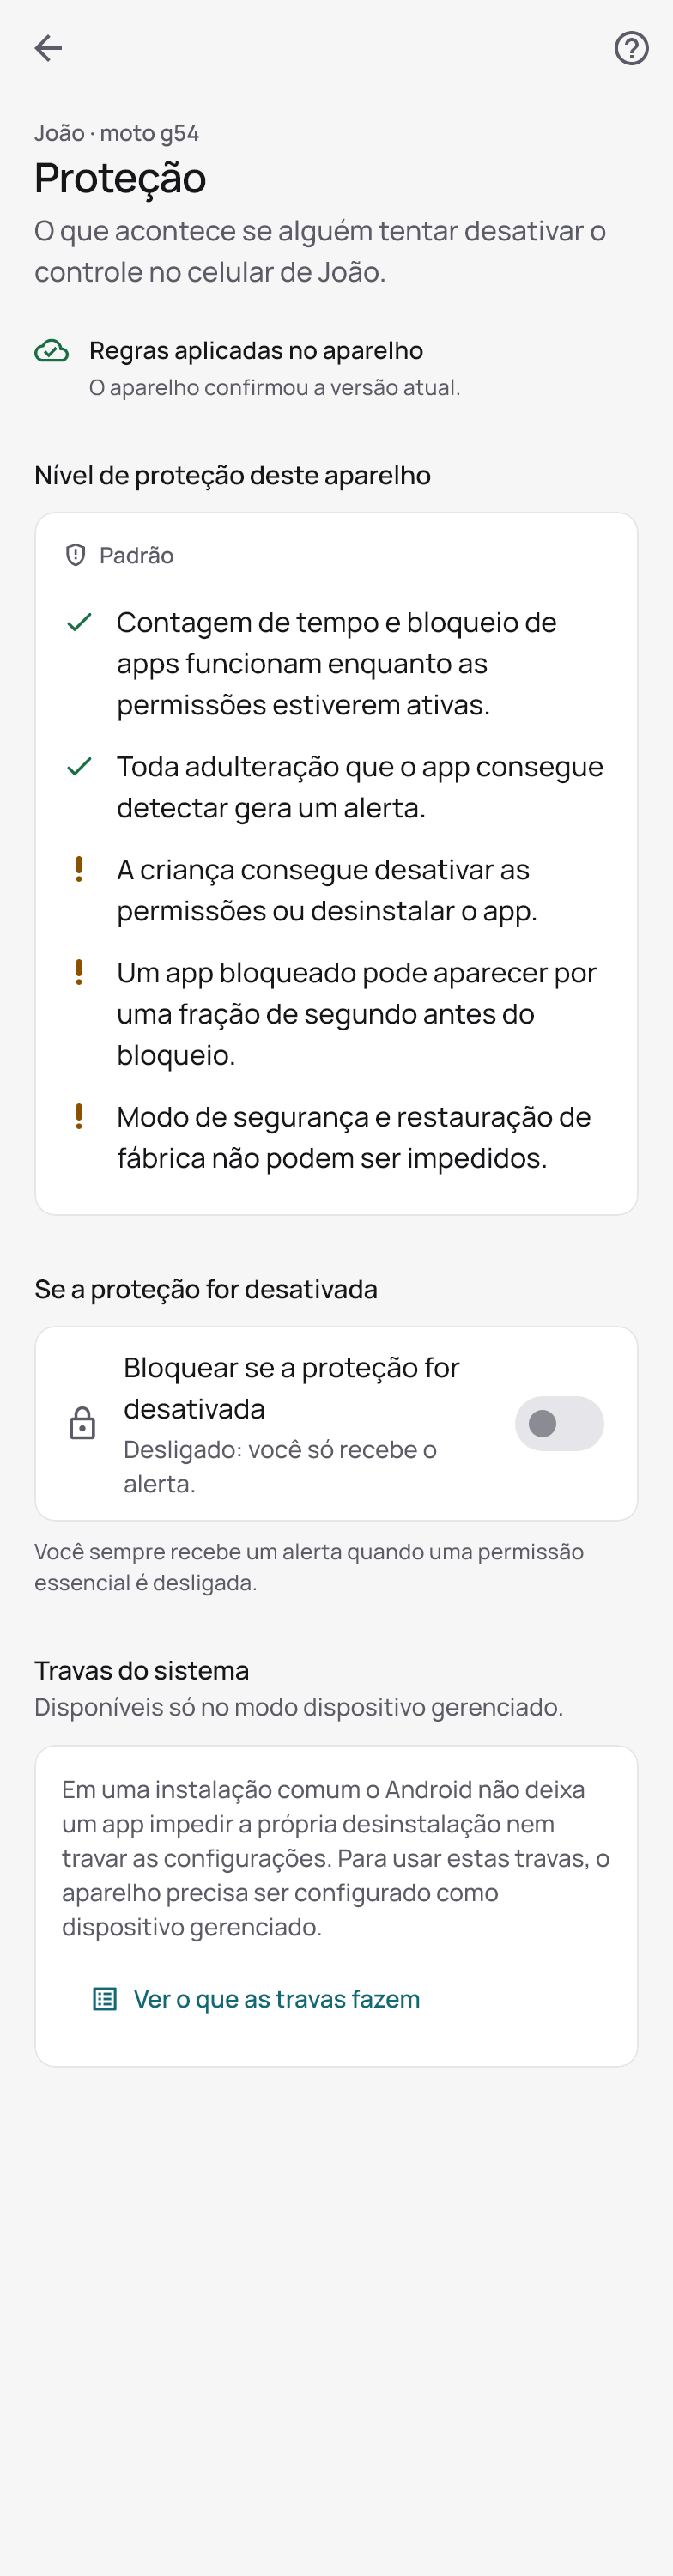 João · moto g54
Proteção
O que acontece se alguém tentar desativar o
controle no celular de João.
Regras aplicadas no aparelho
O aparelho confirmou a versão atual.
Nível de proteção deste aparelho
Padrão
Contagem de tempo e bloqueio de
apps funcionam enquanto as
permissões estiverem ativas.
Toda adulteração que o app consegue
detectar gera um alerta.
A criança consegue desativar as
permissões ou desinstalar o app.
Um app bloqueado pode aparecer por
uma fração de segundo antes do
bloqueio.
Modo de segurança e restauração de
fábrica não podem ser impedidos.
Se a proteção for desativada
Bloquear se a proteção for
desativada
Desligado: você só recebe o
alerta.
Você sempre recebe um alerta quando uma permissão
essencial é desligada.
Travas do sistema
Disponíveis só no modo dispositivo gerenciado.
Em uma instalação comum o Android não deixa
um app impedir a própria desinstalação nem
travar as configurações. Para usar estas travas, o
aparelho precisa ser configurado como
dispositivo gerenciado.
Ver o que as travas fazem